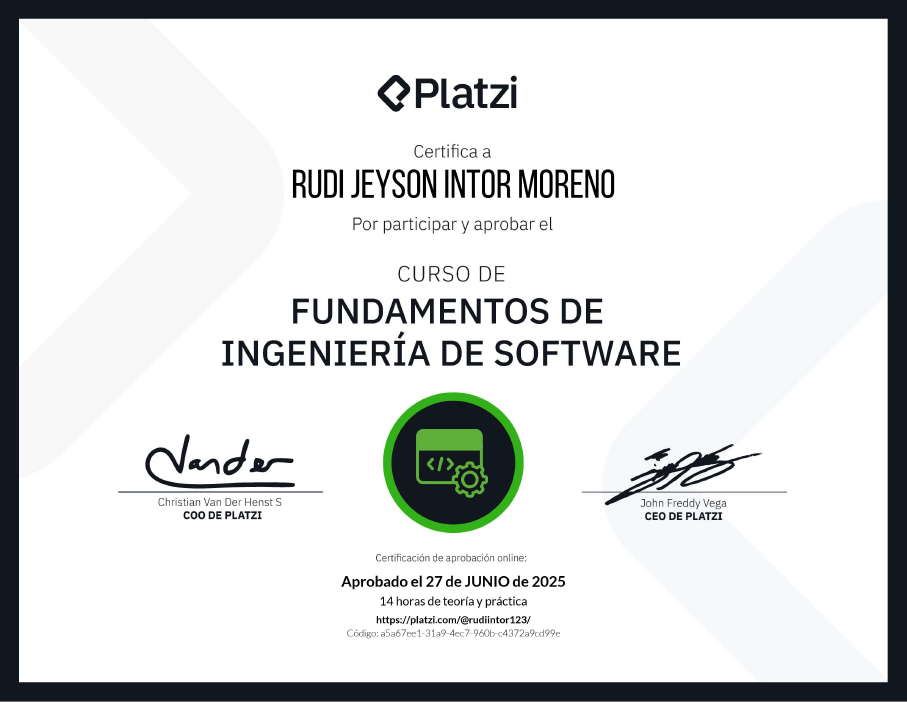 Platzi
Certifica a
RUDI JEYSON INTOR MORENO
Por participar y aprobar el
CURSO DE
FUNDAMENTOS DE
INGENIERÍA DE SOFTWARE
</>
Vander
Christian Van Der Henst S
COO DE PLATZI
John Freddy Vega
CEO DE PLATZI
Certificación de aprobación online:
Aprobado el 27 de JUNIO de 2025
14 horas de teoría y práctica
https://platzi.com/@rudiintor123/
Código: a5a67ee1-31a9-4ec7-960b-c4372a9cd99e